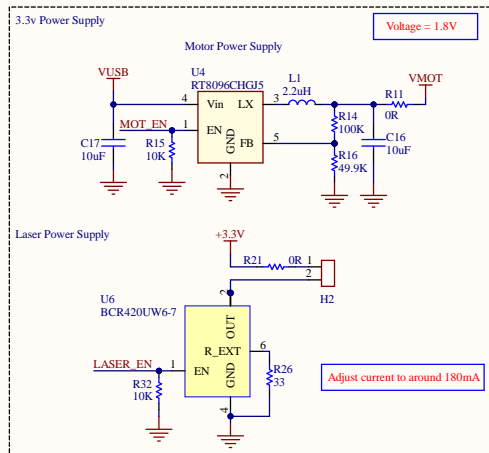 3.3v Power Supply
Voltage = 1.8V
Motor Power Supply
VUSB
U4
RT8096CHGJ5
L1
2.2uH
VMOT
R11
0R
4
Vin
LX
3
MOT_EN
1
EN
GND
FB
5
2
C17
10uF
R15
10K
R14
100K
R16
49.9K
C16
10uF
Laser Power Supply
+3.3V
R21
0R
1
2
H2
U6
BCR420UW6-7
2
OUT
R_EXT
6
LASER_EN
1
EN
GND
4
R26
33
R32
10K
Adjust current to around 180mA